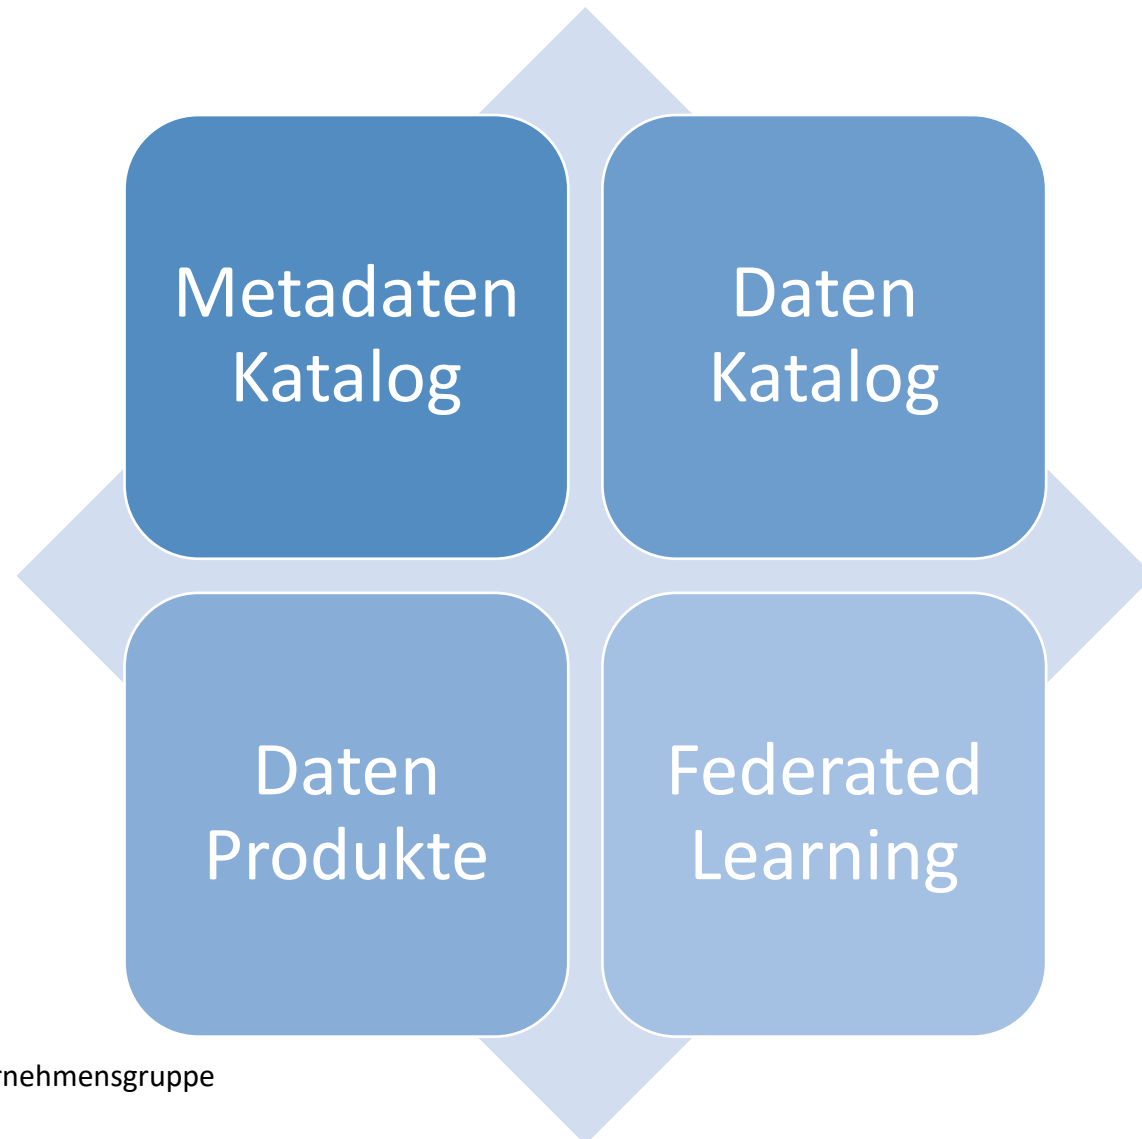 Metadaten
Katalog
Daten
Katalog
Daten
Produkte
Federated
Learning
rnehmensgruppe